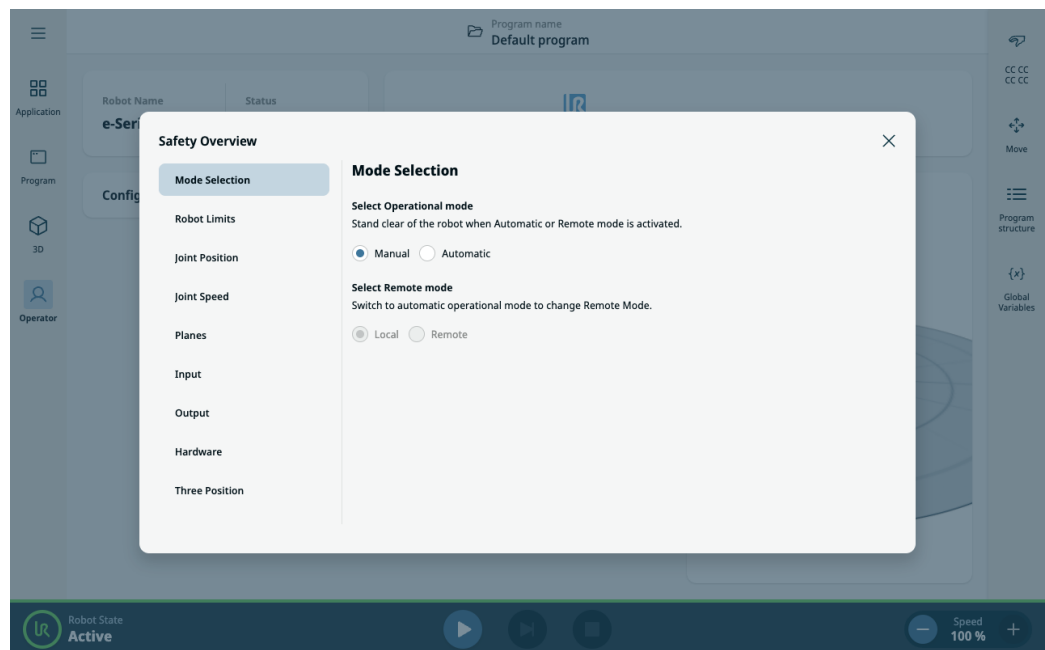 Program name
Default program
Application
Program
3D
Operator
Robot Name
Status
e-Seri
Config
Safety Overview
Mode Selection
Robot Limits
Joint Position
Joint Speed
Planes
Input
Output
Hardware
Three Position
Mode Selection
Select Operational mode
Stand clear of the robot when Automatic or Remote mode is activated.
Manual Automatic
Select Remote mode
Switch to automatic operational mode to change Remote Mode.
Local Remote
CC CC
CC CC
Move
Program
structure
{x}
Global
Variables
Robot State
Active
Speed
100 %